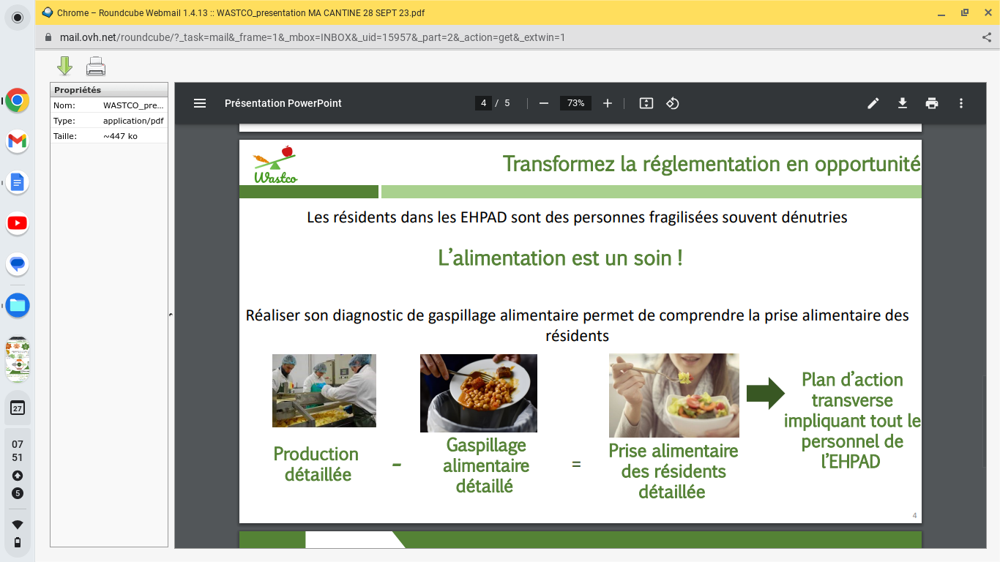 Chrome – Roundcube Webmail 1.4.13 :: WASTCO_presentation MA CANTINE 28 SEPT 23.pdf
mail.ovh.net/roundcube/?_task=mail&_frame=1&_mbox=INBOX&_uid=15957&_part=2&_action=get&_extwin=1
Propriétés
Nom: WASTCO_pre...
Type: application/pdf
Taille: ~447 ko
Présentation PowerPoint
4 / 5
73%
Wastco
Transformez la réglementation en opportunité
Les résidents dans les EHPAD sont des personnes fragilisées souvent dénutries
L’alimentation est un soin !
Réaliser son diagnostic de gaspillage alimentaire permet de comprendre la prise alimentaire des
résidents
Production
détaillée
-
Gaspillage
alimentaire
détaillé
=
Prise alimentaire
des résidents
détaillée
Plan d’action
transverse
impliquant tout le
personnel de
l’EHPAD
4
27
07
51
5